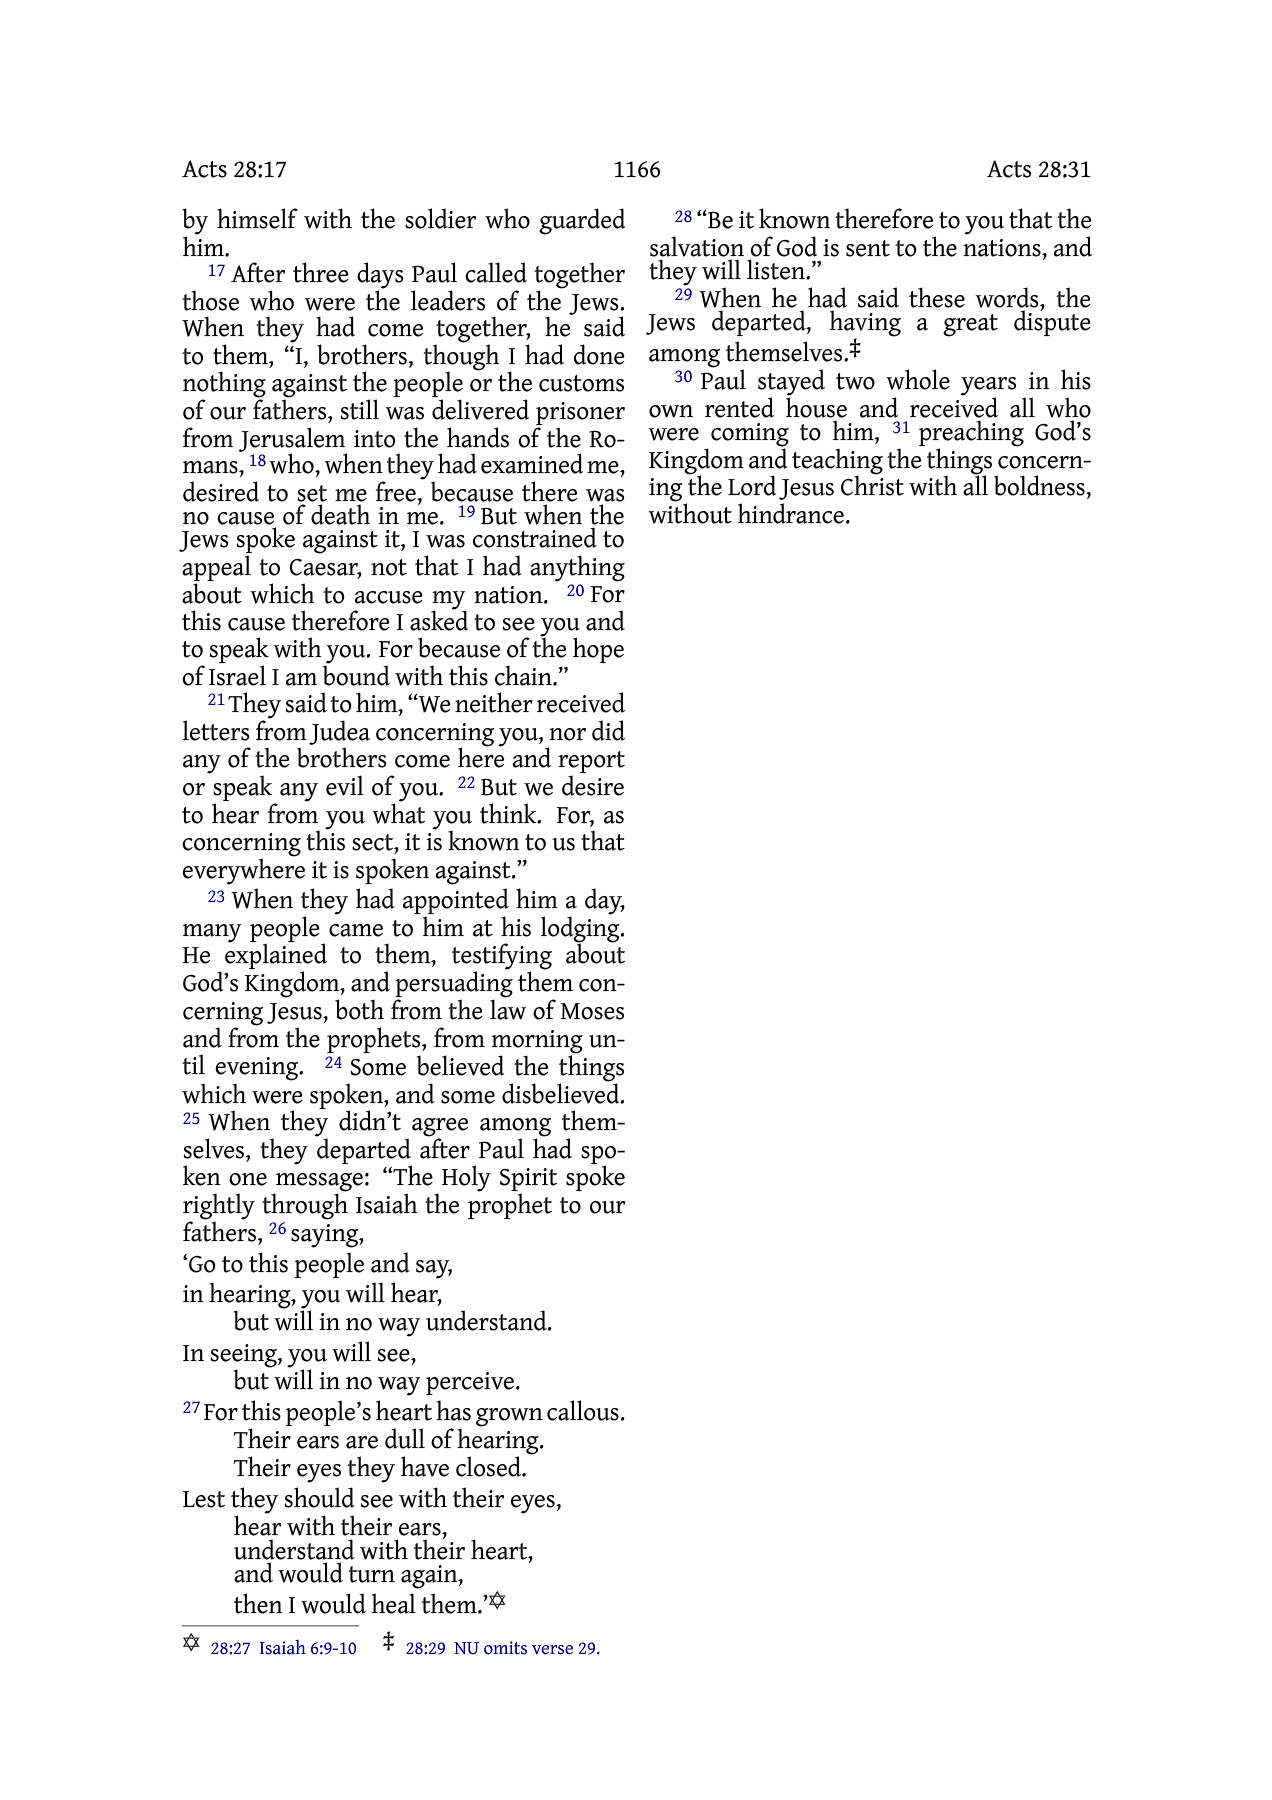 Acts 28:17 1166 Acts 28:31
by himself with the soldier who guarded
him.
17 After three days Paul called together
those who were the leaders of the Jews.
When they had come together, he said
to them, “I, brothers, though I had done
nothing against the people or the customs
of our fathers, still was delivered prisoner
from Jerusalem into the hands of the Ro-
mans, 18 who, when they had examined me,
desired to set me free, because there was
no cause of death in me. 19 But when the
Jews spoke against it, I was constrained to
appeal to Caesar, not that I had anything
about which to accuse my nation. 20 For
this cause therefore I asked to see you and
to speak with you. For because of the hope
of Israel I am bound with this chain.”
21 They said to him, “We neither received
letters from Judea concerning you, nor did
any of the brothers come here and report
or speak any evil of you. 22 But we desire
to hear from you what you think. For, as
concerning this sect, it is known to us that
everywhere it is spoken against.”
23 When they had appointed him a day,
many people came to him at his lodging.
He explained to them, testifying about
God’s Kingdom, and persuading them con-
cerning Jesus, both from the law of Moses
and from the prophets, from morning un-
til evening. 24 Some believed the things
which were spoken, and some disbelieved.
25 When they didn’t agree among them-
selves, they departed after Paul had spo-
ken one message: “The Holy Spirit spoke
rightly through Isaiah the prophet to our
fathers, 26 saying,
‘Go to this people and say,
in hearing, you will hear,
but will in no way understand.
In seeing, you will see,
but will in no way perceive.
27 For this people’s heart has grown callous.
Their ears are dull of hearing.
Their eyes they have closed.
Lest they should see with their eyes,
hear with their ears,
understand with their heart,
and would turn again,
then I would heal them.’✡
28 “Be it known therefore to you that the
salvation of God is sent to the nations, and
they will listen.”
29 When he had said these words, the
Jews departed, having a great dispute
among themselves.‡
30 Paul stayed two whole years in his
own rented house and received all who
were coming to him, 31 preaching God’s
Kingdom and teaching the things concern-
ing the Lord Jesus Christ with all boldness,
without hindrance.
✡ 28:27 Isaiah 6:9-10 ‡ 28:29 NU omits verse 29.